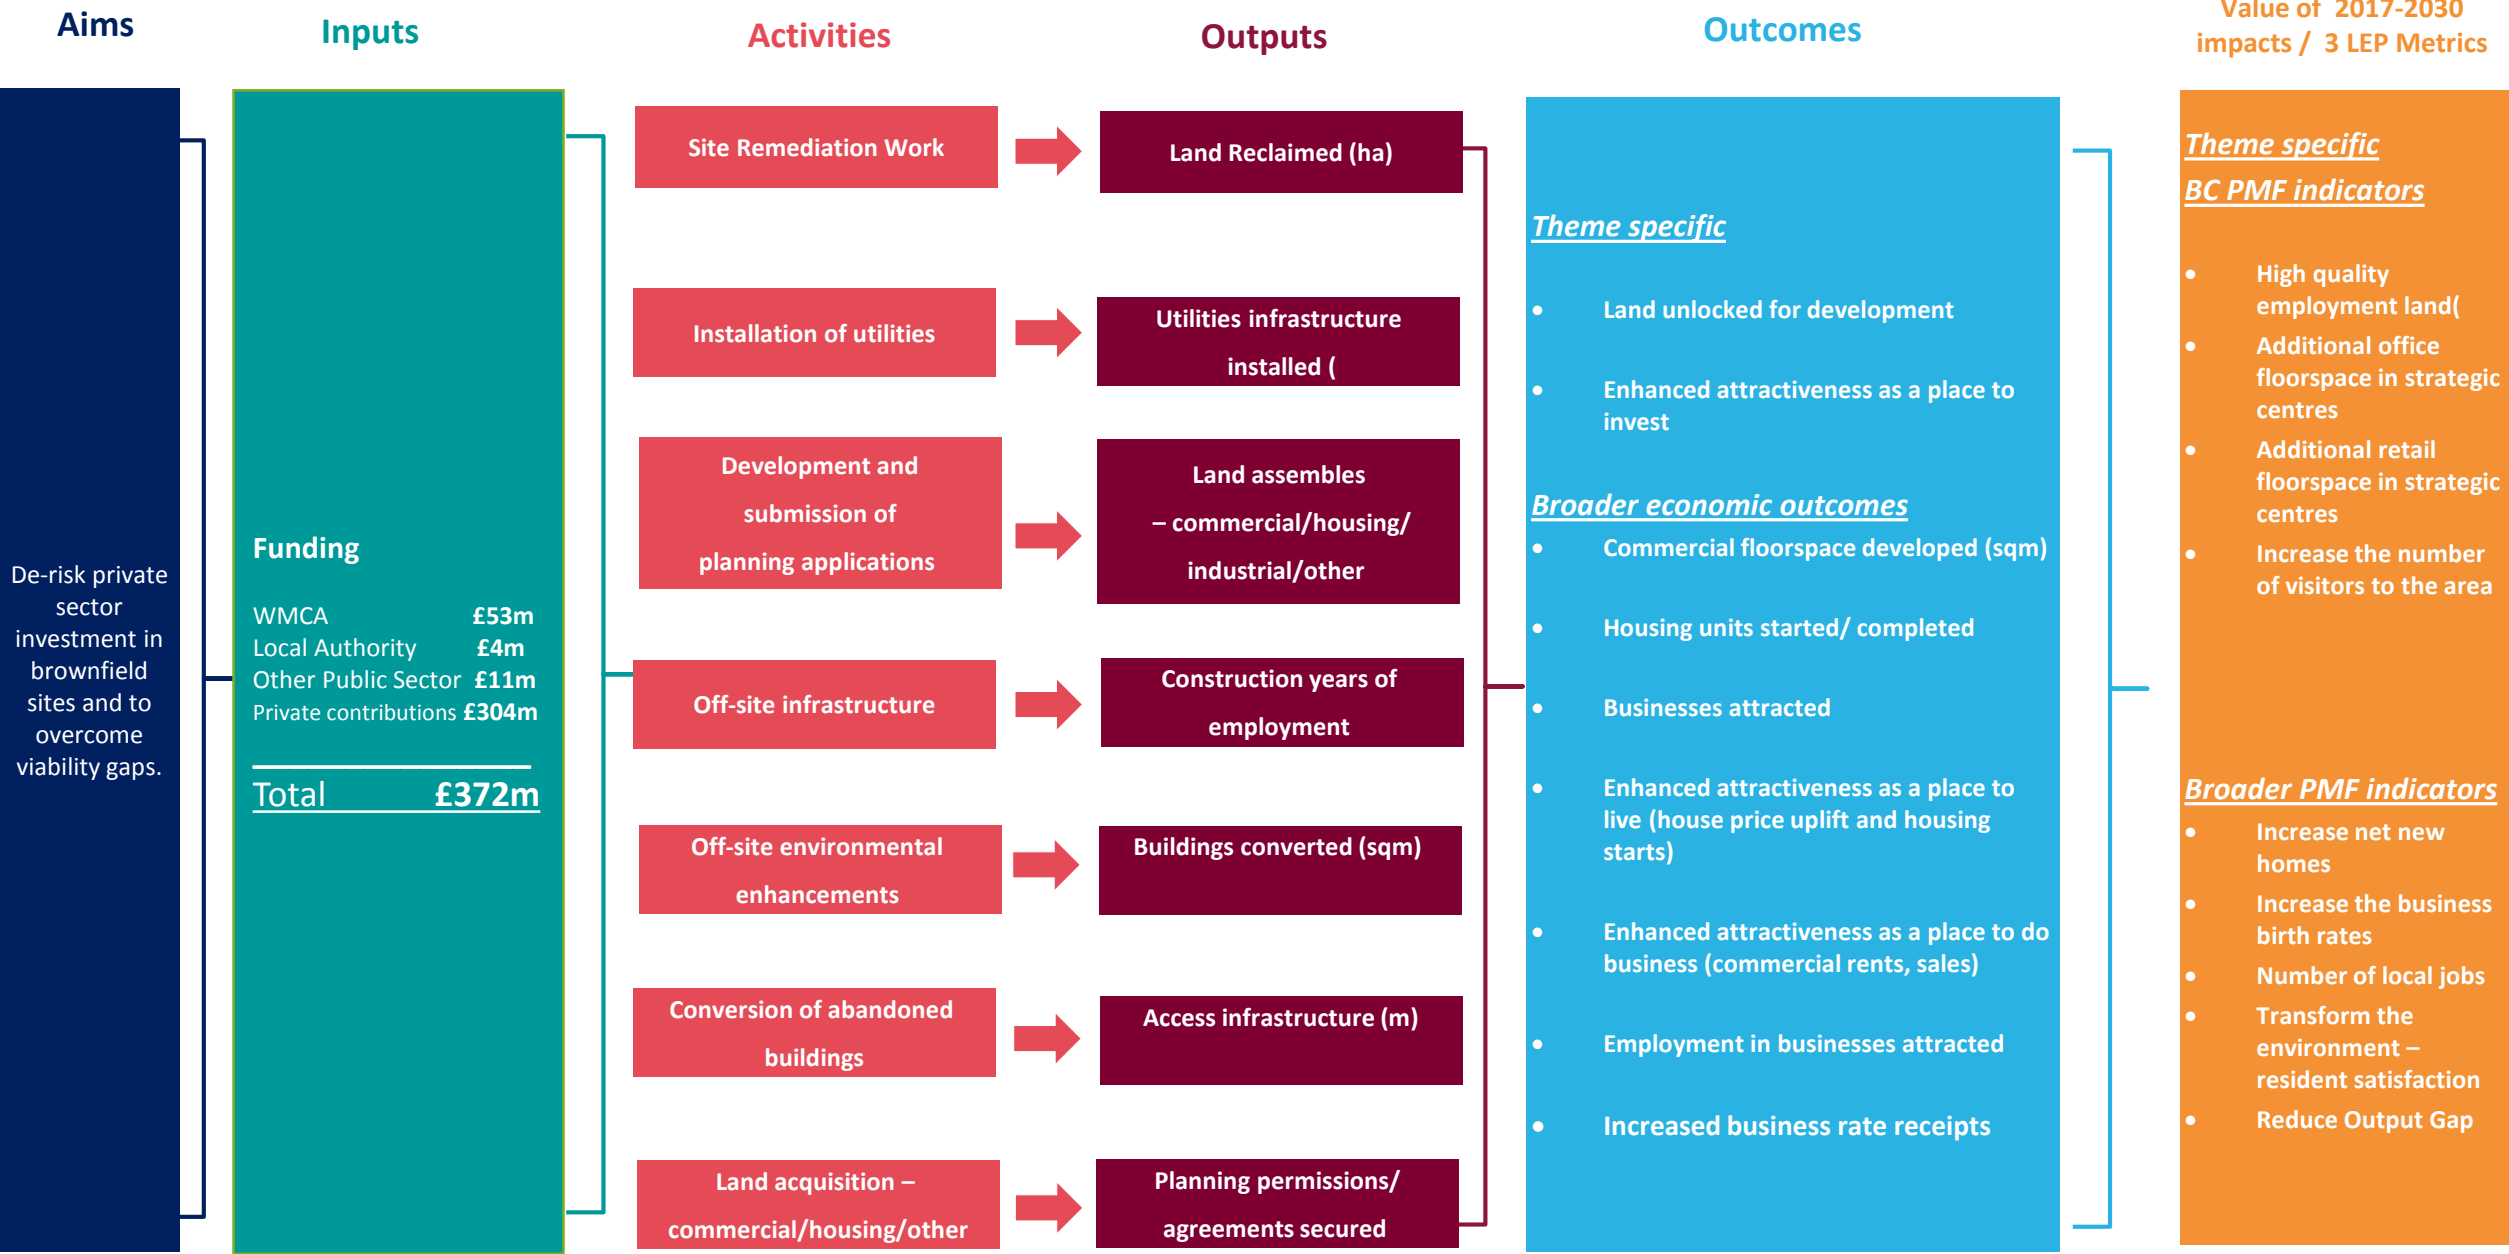 Aims
Inputs
Activities
Outputs
Outcomes
Value of 2017-2030
impacts / 3 LEP Metrics
De-risk private
sector
investment in
brownfield
sites and to
overcome
viability gaps.
Funding
WMCA £53m
Local Authority £4m
Other Public Sector £11m
Private contributions £304m
Total £372m
Site Remediation Work
Installation of utilities
Development and
submission of
planning applications
Off-site infrastructure
Off-site environmental
enhancements
Conversion of abandoned
buildings
Land acquisition –
commercial/housing/other
Land Reclaimed (ha)
Utilities infrastructure
installed (
Land assembles
– commercial/housing/
industrial/other
Construction years of
employment
Buildings converted (sqm)
Access infrastructure (m)
Planning permissions/
agreements secured
Theme specific
• Land unlocked for development
• Enhanced attractiveness as a place to
invest
Broader economic outcomes
• Commercial floorspace developed (sqm)
• Housing units started/ completed
• Businesses attracted
• Enhanced attractiveness as a place to
live (house price uplift and housing
starts)
• Enhanced attractiveness as a place to do
business (commercial rents, sales)
• Employment in businesses attracted
• Increased business rate receipts
Theme specific
BC PMF indicators
• High quality
employment land(
• Additional office
floorspace in strategic
centres
• Additional retail
floorspace in strategic
centres
• Increase the number
of visitors to the area
Broader PMF indicators
• Increase net new
homes
• Increase the business
birth rates
• Number of local jobs
• Transform the
environment –
resident satisfaction
• Reduce Output Gap